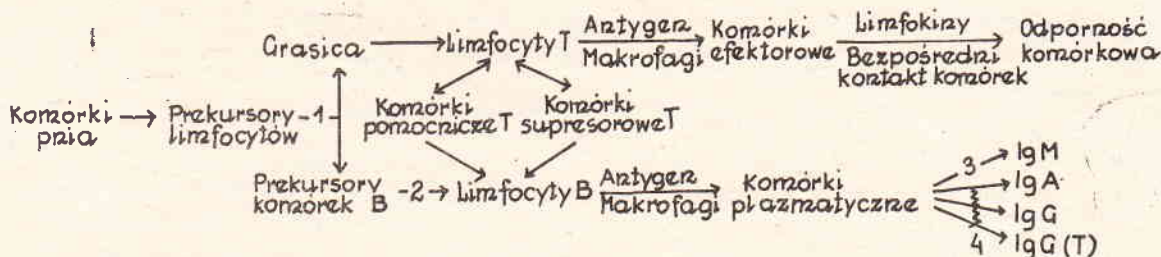 Grasica
Limfocyty T
Antygen
Makrofagi
Komórki
efektorowe
Limfokiny
Bezpośredni
kontakt komórek
Odporność
komórkowa
Komórki
pnia
Prekursory
limfocytów
1
Komórki
pomocnicze T
Komórki
supresorowe T
Prekursory
komórek B
2
Limfocyty B
Antygen
Makrofagi
Komórki
plazmatyczne
3
4
IgM
IgA
IgG
IgG (T)